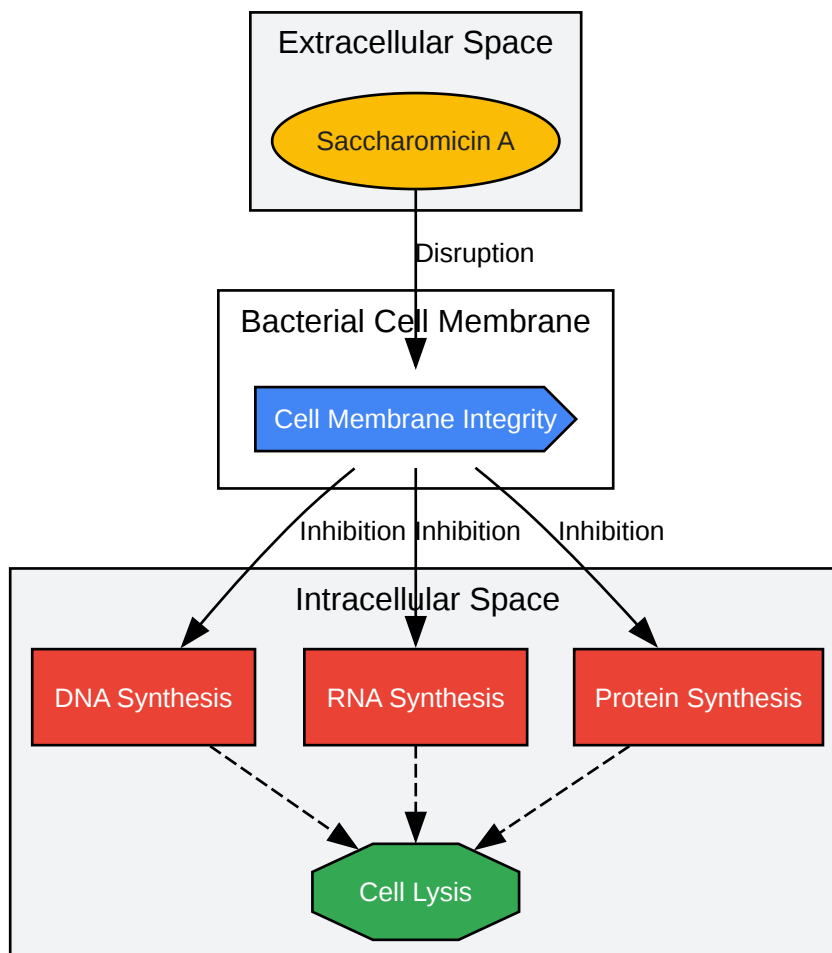 Extracellular Space
Saccharomicin A
Disruption
Bacterial Cell Membrane
Cell Membrane Integrity
Inhibition
Inhibition
Inhibition
Intracellular Space
DNA Synthesis
RNA Synthesis
Protein Synthesis
Cell Lysis